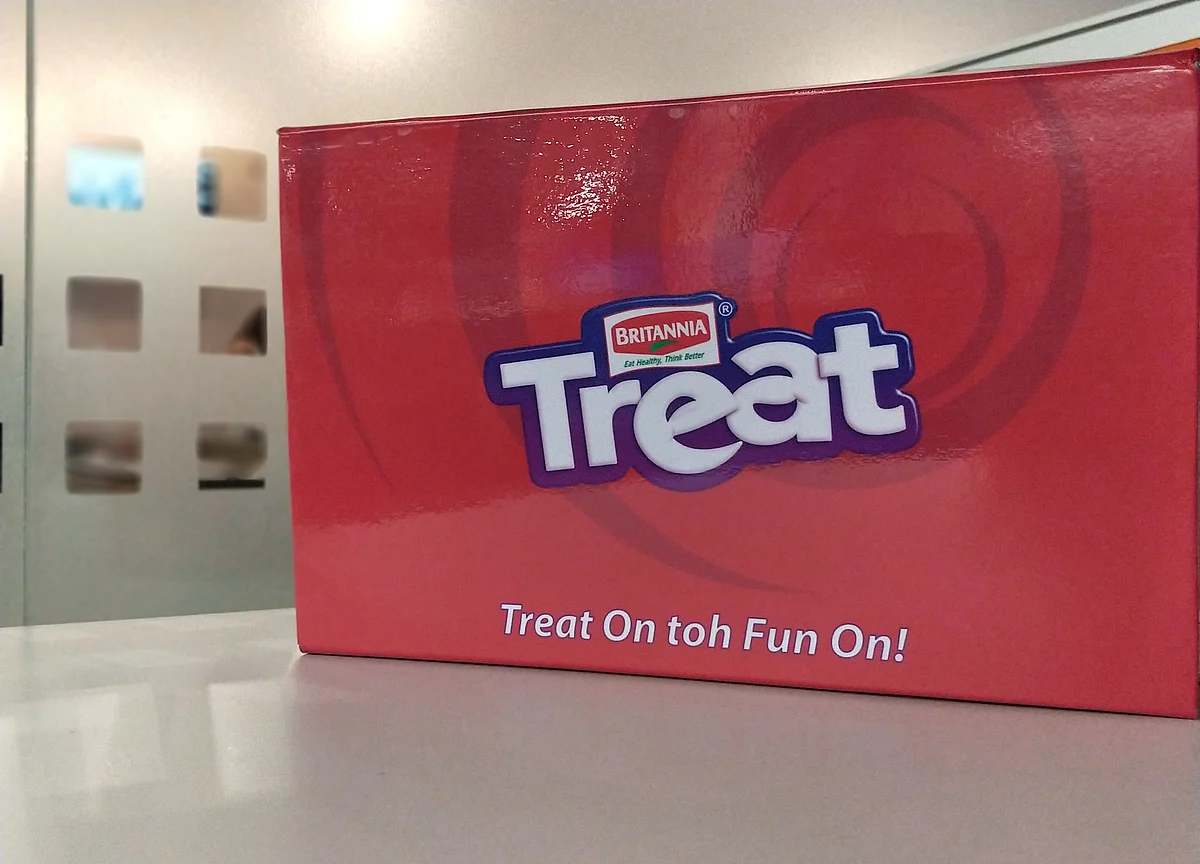 BRITANNIA
®
Eat Healthy, Think Better
Treat
Treat On toh Fun On!